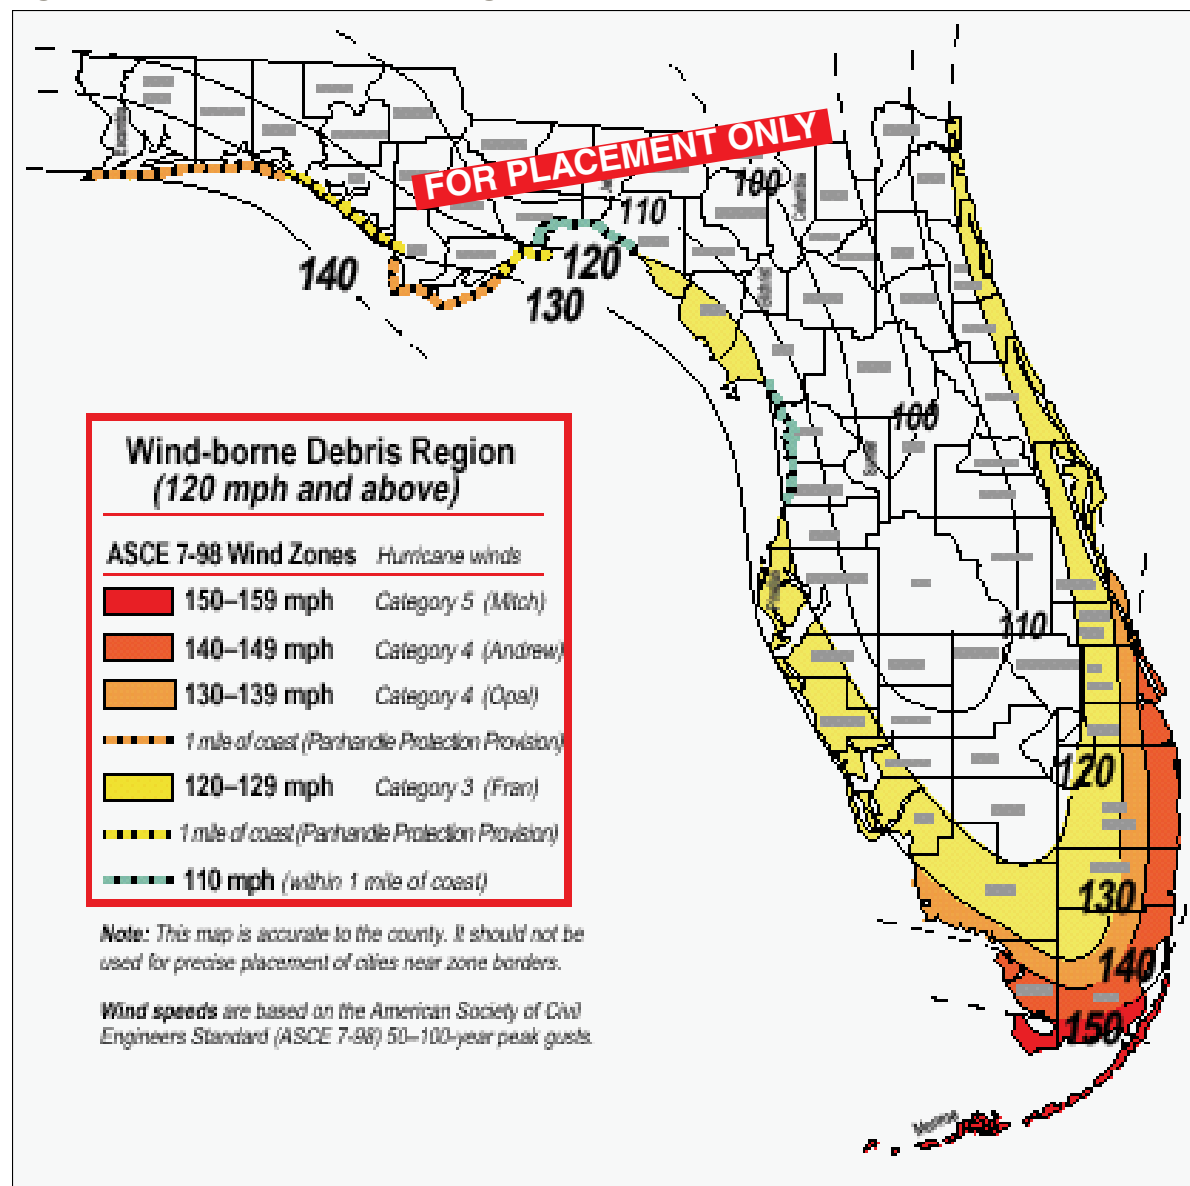 FOR PLACEMENT ONLY
Escambia
100
Columbia
110
140
120
130
100
Wind-borne Debris Region
(120 mph and above)
ASCE 7-98 Wind Zones Hurricane winds
150–159 mph Category 5 (Mitch)
140–149 mph Category 4 (Andrew)
130–139 mph Category 4 (Opal)
1 mile of coast (Panhandle Protection Provision)
120–129 mph Category 3 (Fran)
1 mile of coast (Panhandle Protection Provision)
110 mph (within 1 mile of coast)
Pinellas
110
120
130
140
150
Note: This map is accurate to the county. It should not be
used for precise placement of cities near zone borders.
Wind speeds are based on the American Society of Civil
Engineers Standard (ASCE 7-98) 50–100-year peak gusts.
Monroe